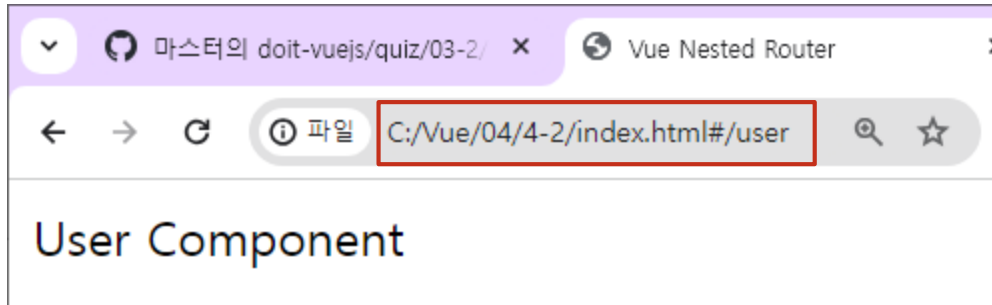 마스터의 doit-vuejs/quiz/03-2/ Vue Nested Router
파일 C:/Vue/04/4-2/index.html#/user
User Component